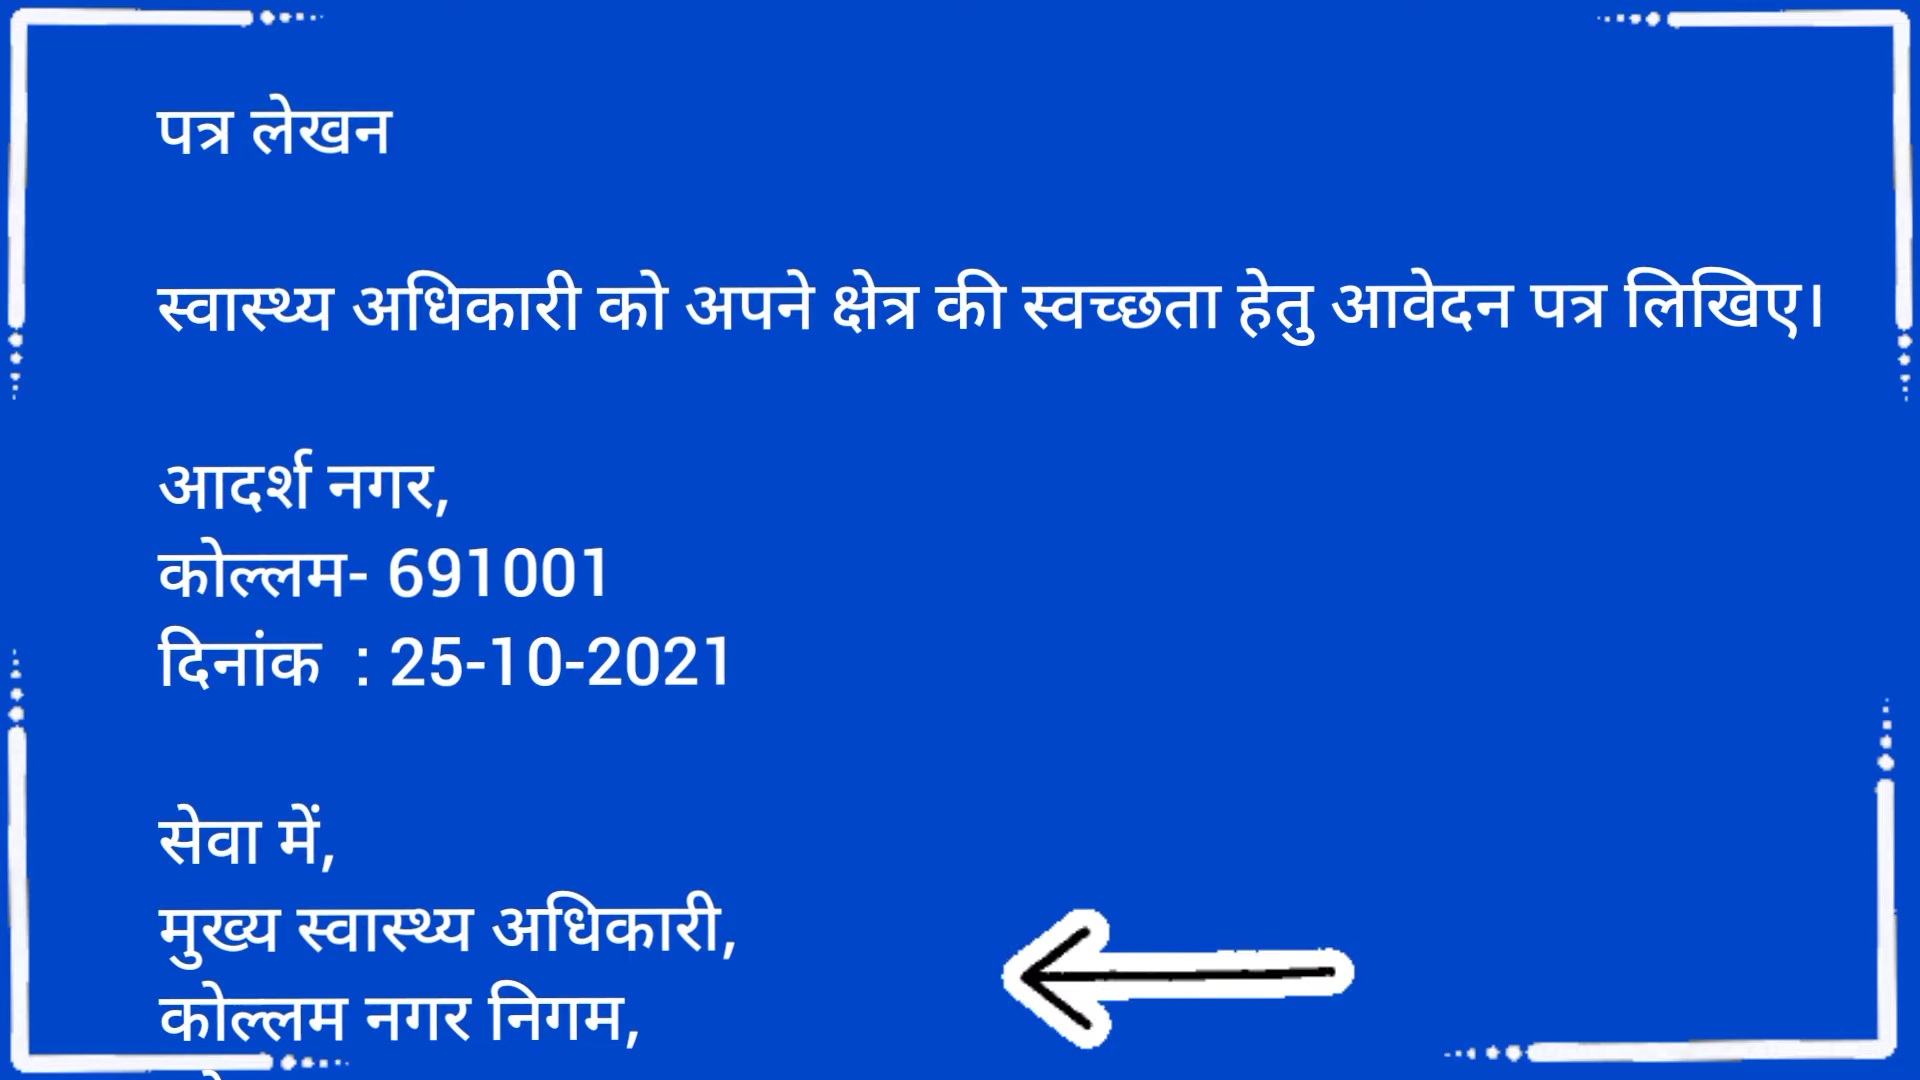 पत्र लेखन
स्वास्थ्य अधिकारी को अपने क्षेत्र की स्वच्छता हेतु आवेदन पत्र लिखिए।
आदर्श नगर,
कोल्लम- 691001
दिनांक : 25-10-2021
सेवा में,
मुख्य स्वास्थ्य अधिकारी,
कोल्लम नगर निगम,